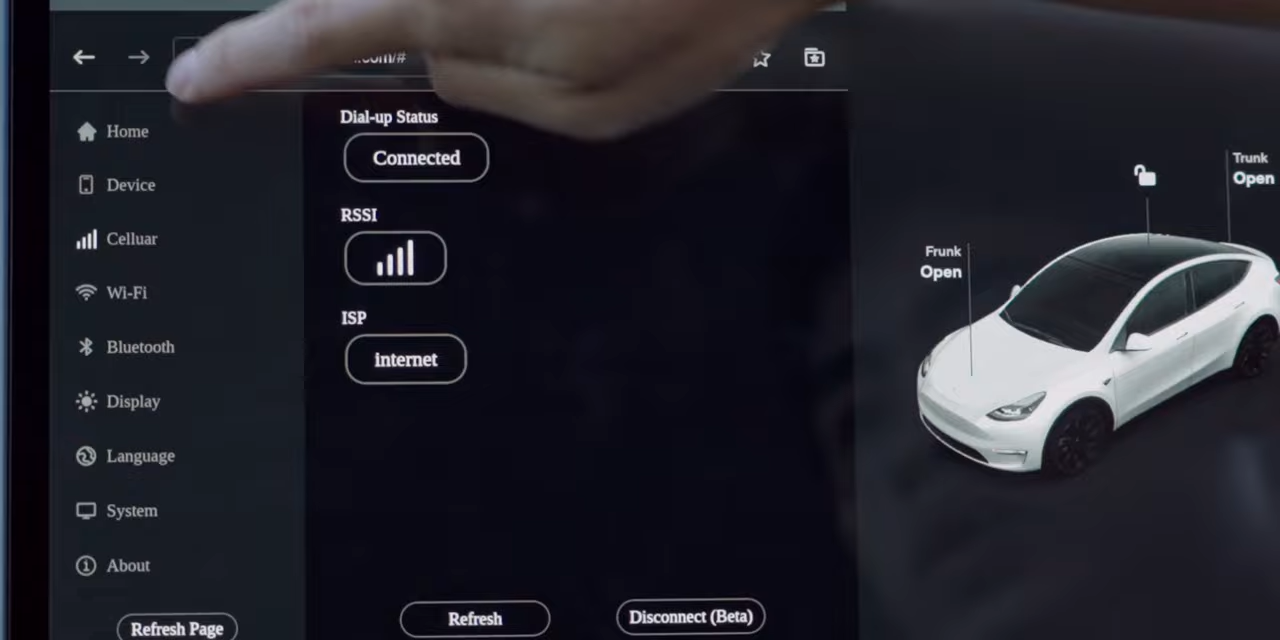 .com/#
Home
Device
Celluar
Wi-Fi
Bluetooth
Display
Language
System
About
Refresh Page
Dial-up Status
Connected
RSSI
ISP
internet
Refresh
Disconnect (Beta)
Frunk
Open
Trunk
Open